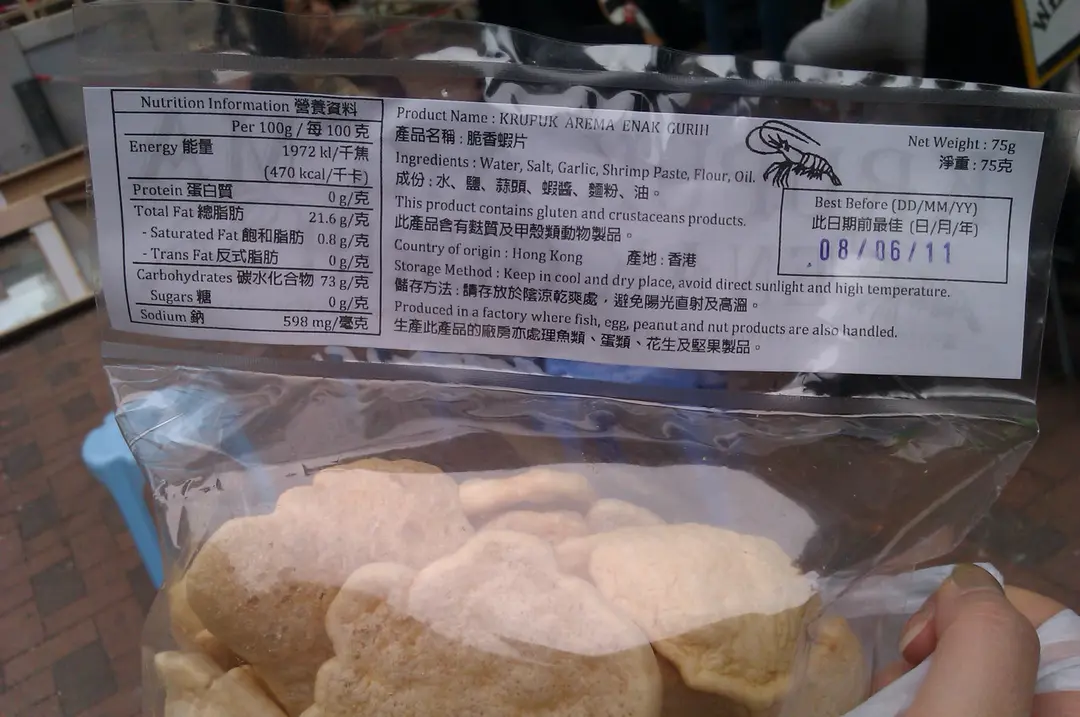 Nutrition Information 營養資料
Per 100g / 每 100 克
Energy 能量 1972 kl/千焦
(470 kcal/千卡)
Protein 蛋白質 0 g/克
Total Fat 總脂肪 21.6 g/克
- Saturated Fat 飽和脂肪 0.8 g/克
- Trans Fat 反式脂肪 0 g/克
Carbohydrates 碳水化合物 73 g/克
Sugars 糖 0 g/克
Sodium 鈉 598 mg/毫克
Product Name : KRUPUK AREMA ENAK GURIH
產品名稱 : 脆香蝦片
Ingredients : Water, Salt, Garlic, Shrimp Paste, Flour, Oil.
成份 : 水、鹽、蒜頭、蝦醬、麵粉、油。
This product contains gluten and crustaceans products.
此產品含有麩質及甲殼類動物製品。
Country of origin : Hong Kong 產地 : 香港
Storage Method : Keep in cool and dry place, avoid direct sunlight and high temperature.
儲存方法 : 請存放於陰涼乾爽處，避免陽光直射及高溫。
Produced in a factory where fish, egg, peanut and nut products are also handled.
生產此產品的廠房亦處理魚類、蛋類、花生及堅果製品。
Net Weight : 75g
淨重 : 75克
Best Before (DD/MM/YY)
此日期前最佳 (日/月/年)
08/06/11